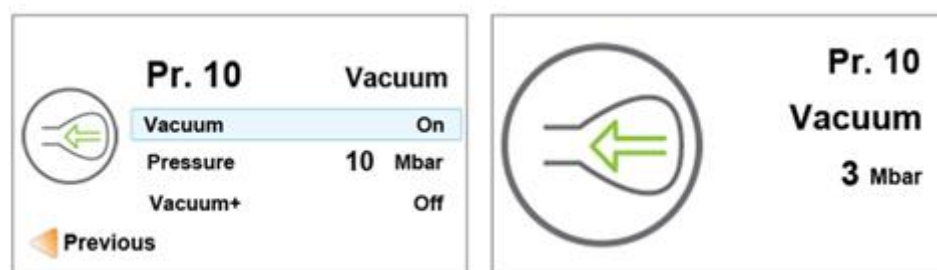 Pr. 10 Vacuum
Vacuum On
Pressure 10 Mbar
Vacuum+ Off
Previous
Pr. 10
Vacuum
3 Mbar